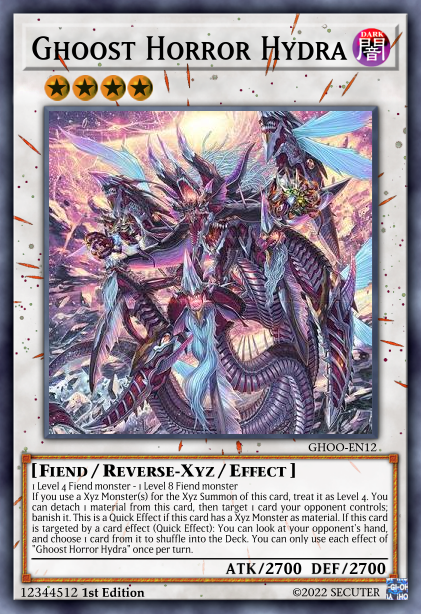 Ghoost Horror Hydra
DARK
闇
GHOO-EN12
[Fiend / Reverse-Xyz / Effect ]
1 Level 4 Fiend monster - 1 Level 8 Fiend monster
If you use a Xyz Monster(s) for the Xyz Summon of this card, treat it as Level 4. You
can detach 1 material from this card, then target 1 card your opponent controls;
banish it. This is a Quick Effect if this card has a Xyz Monster as material. If this card
is targeted by a card effect (Quick Effect): You can look at your opponent's hand,
and choose 1 card from it to shuffle into the Deck. You can only use each effect of
"Ghoost Horror Hydra" once per turn.
ATK/2700 DEF/2700
12344512 1st Edition
©2022 SECUTER